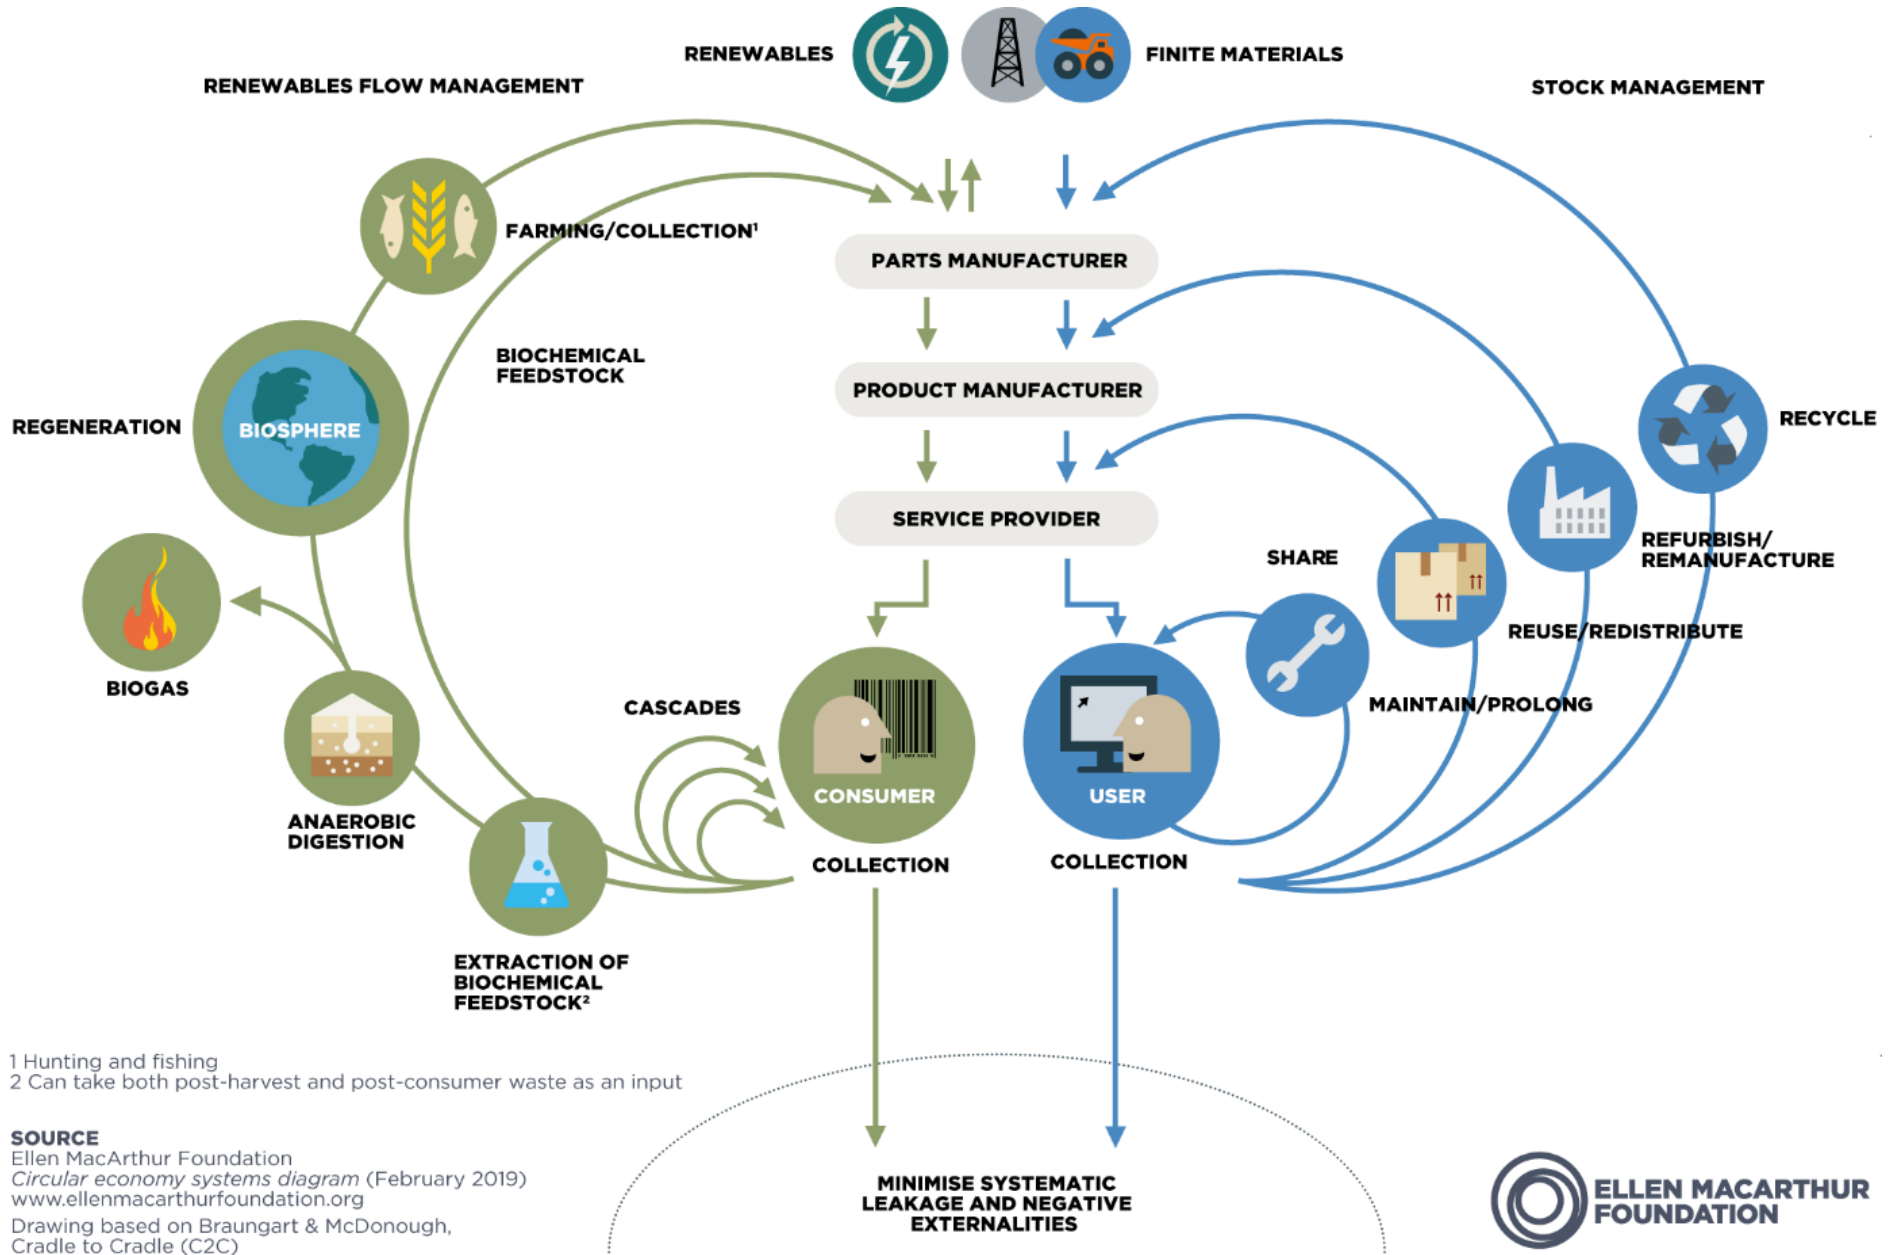 RENEWABLES
FINITE MATERIALS
RENEWABLES FLOW MANAGEMENT
STOCK MANAGEMENT
FARMING/COLLECTION¹
PARTS MANUFACTURER
BIOCHEMICAL
FEEDSTOCK
PRODUCT MANUFACTURER
REGENERATION
BIOSPHERE
RECYCLE
SERVICE PROVIDER
SHARE
REFURBISH/
REMANUFACTURE
REUSE/REDISTRIBUTE
BIOGAS
CASCADES
MAINTAIN/PROLONG
CONSUMER
USER
ANAEROBIC
DIGESTION
COLLECTION
COLLECTION
EXTRACTION OF
BIOCHEMICAL
FEEDSTOCK²
1 Hunting and fishing
2 Can take both post-harvest and post-consumer waste as an input
SOURCE
Ellen MacArthur Foundation
Circular economy systems diagram (February 2019)
www.ellenmacarthurfoundation.org
Drawing based on Braungart & McDonough,
Cradle to Cradle (C2C)
MINIMISE SYSTEMATIC
LEAKAGE AND NEGATIVE
EXTERNALITIES
ELLEN MACARTHUR
FOUNDATION